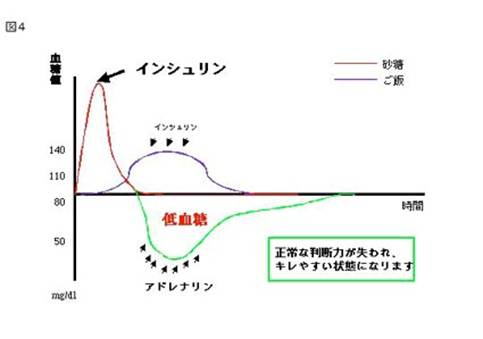 図4
血糖値
インシュリン
砂糖
ご飯
インシュリン
140
110
80
時間
低血糖
50
正常な判断力が失われ、
キレやすい状態になります
アドレナリン
mg/dl